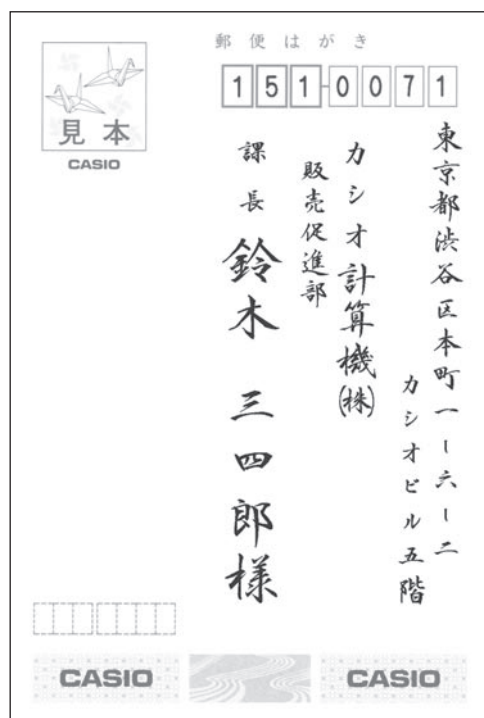 郵便はがき
151-0071
東京都渋谷区本町一ー六ー二
カシオビル五階
カシオ計算機(株)
販売促進部
課長 鈴木 三四郎様
見本
CASIO
CASIO
CASIO